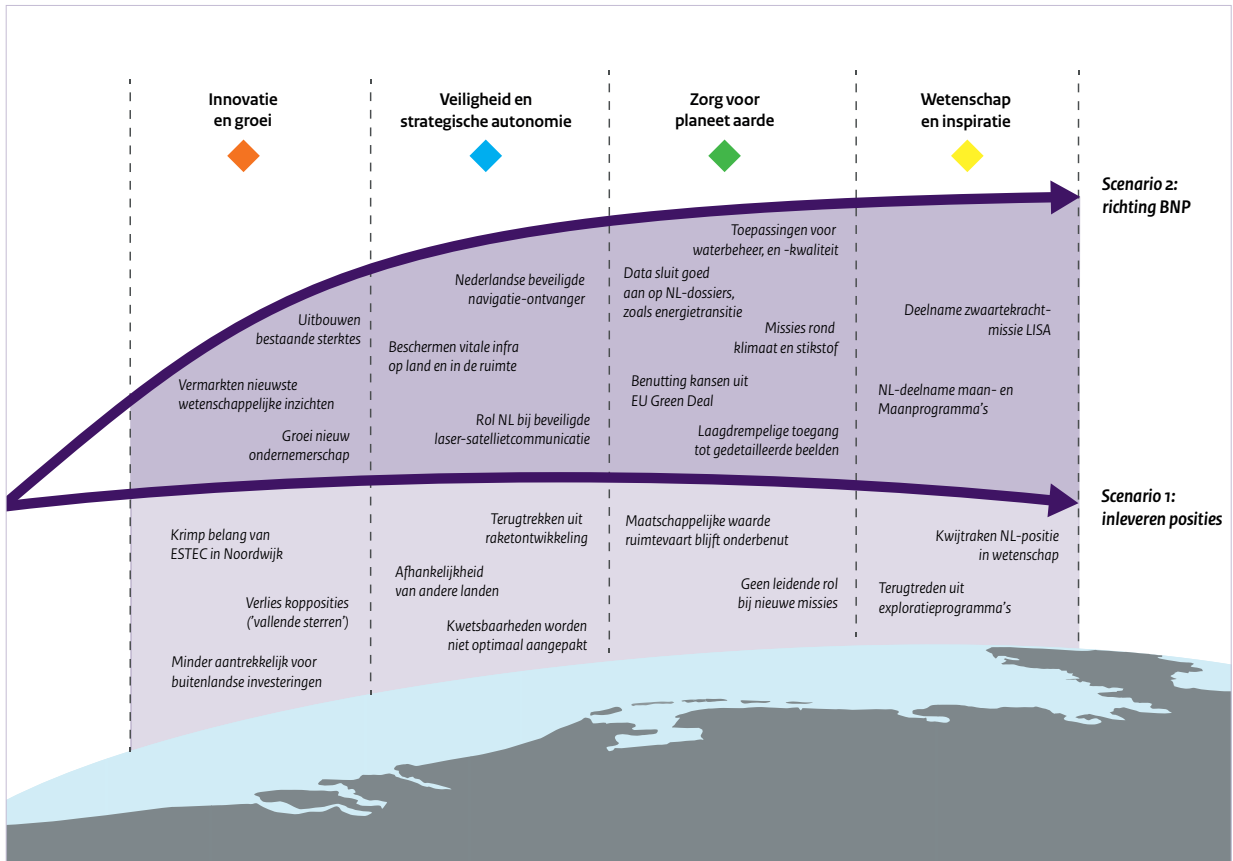 Innovatie
en groei
Veiligheid en
strategische autonomie
Zorg voor
planeet aarde
Wetenschap
en inspiratie
Scenario 2:
richting BNP
Uitbouwen
bestaande sterktes
Vermarkten nieuwste
wetenschappelijke inzichten
Groei nieuw
ondernemerschap
Nederlandse beveiligde
navigatie-ontvanger
Beschermen vitale infra
op land en in de ruimte
Rol NL bij beveiligde
laser-satellietcommunicatie
Toepassingen voor
waterbeheer, en -kwaliteit
Data sluit goed
aan op NL-dossiers,
zoals energietransitie
Missies rond
klimaat en stikstof
Benutting kansen uit
EU Green Deal
Laagdrempelige toegang
tot gedetailleerde beelden
Deelname zwaartekracht-
missie LISA
NL-deelname maan- en
Maanprogramma's
Scenario 1:
inleveren posities
Krimp belang van
ESTEC in Noordwijk
Verlies kopposities
('vallende sterren')
Minder aantrekkelijk voor
buitenlandse investeringen
Terugtrekken uit
raketontwikkeling
Afhankelijkheid
van andere landen
Kwetsbaarheden worden
niet optimaal aangepakt
Maatschappelijke waarde
ruimtevaart blijft onderbenut
Geen leidende rol
bij nieuwe missies
Kwijtraken NL-positie
in wetenschap
Terugtreden uit
exploratieprogramma's